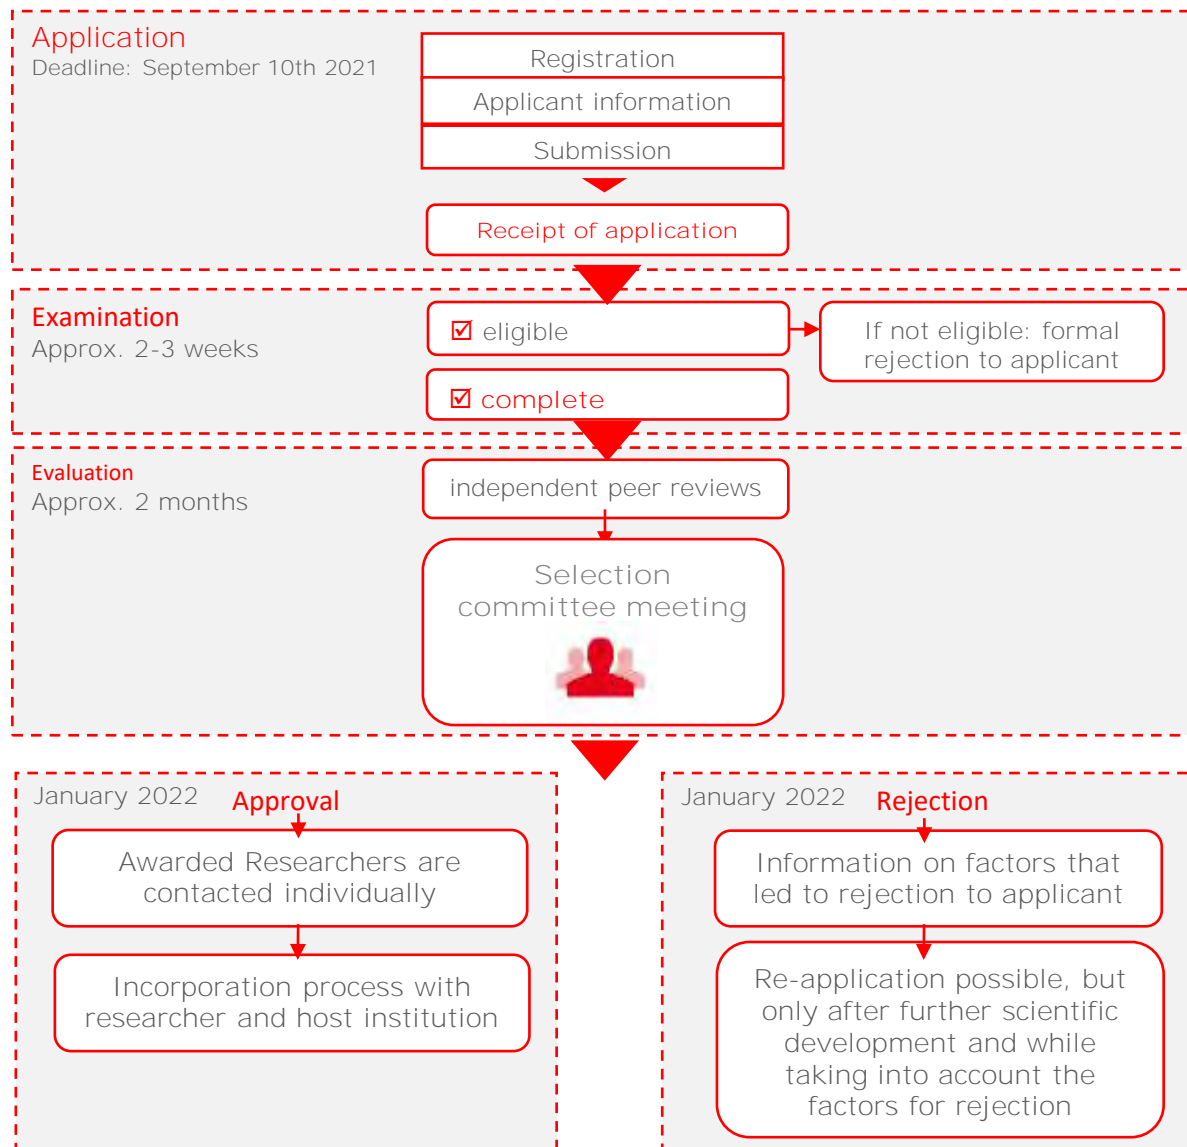 Application
Deadline: September 10th 2021
Registration
Applicant information
Submission
Receipt of application
Examination
Approx. 2-3 weeks
eligible
If not eligible: formal
rejection to applicant
complete
Evaluation
Approx. 2 months
independent peer reviews
Selection
committee meeting
January 2022 Approval
Awarded Researchers are
contacted individually
Incorporation process with
researcher and host institution
January 2022 Rejection
Information on factors that
led to rejection to applicant
Re-application possible, but
only after further scientific
development and while
taking into account the
factors for rejection